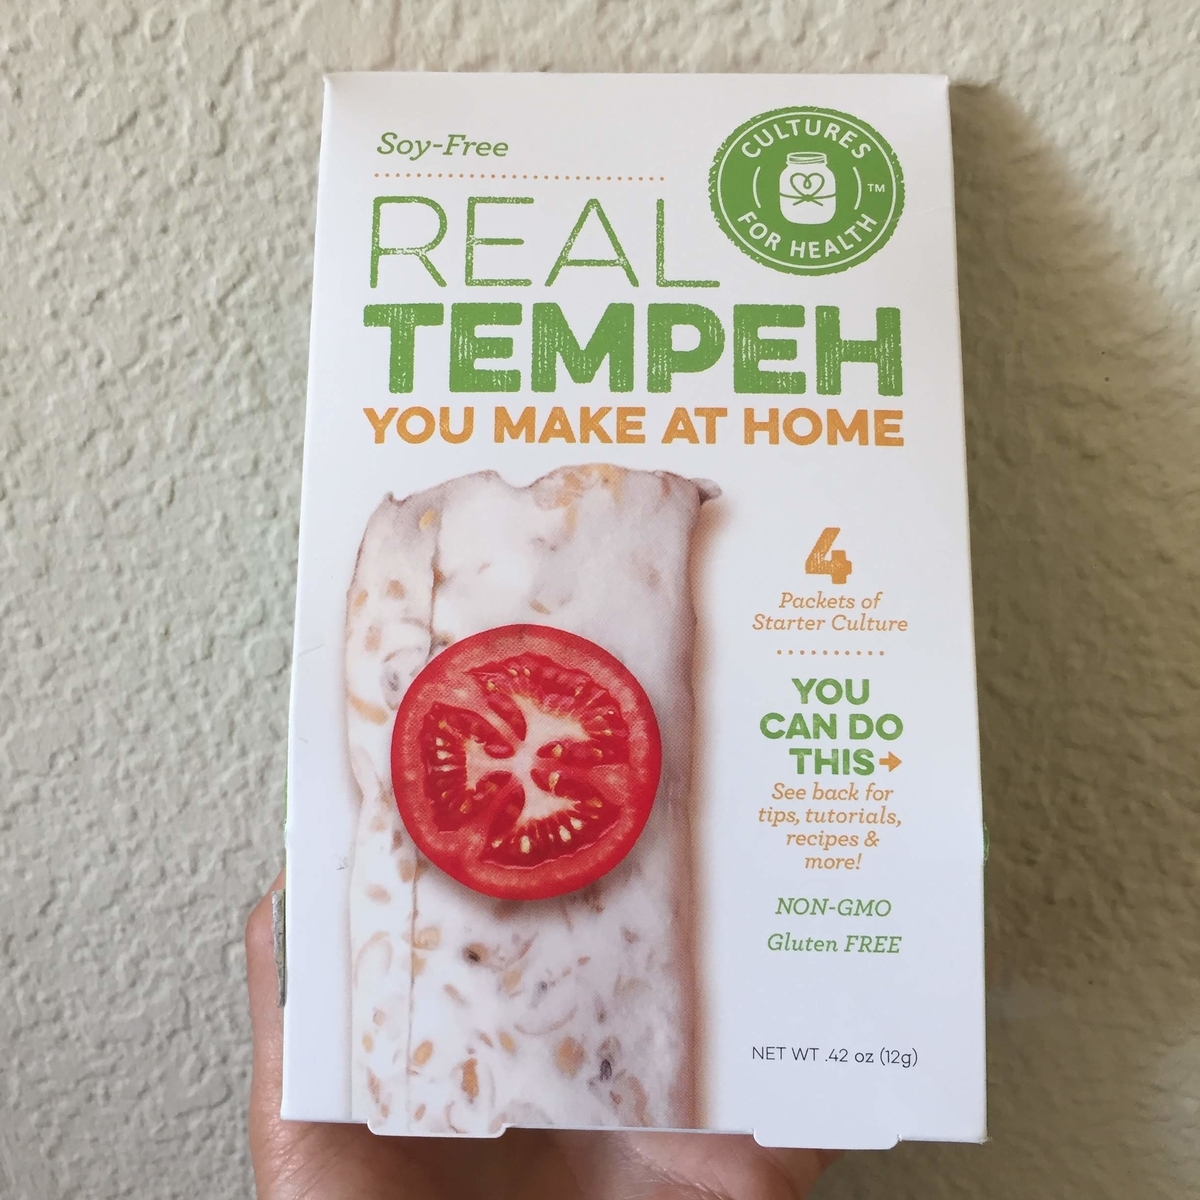 Soy-Free
CULTURES
FOR HEALTH
TM
REAL
TEMPEH
YOU MAKE AT HOME
4
Packets of
Starter Culture
YOU
CAN DO
THIS
See back for
tips, tutorials,
recipes &
more!
NON-GMO
Gluten FREE
NET WT .42 oz (12g)